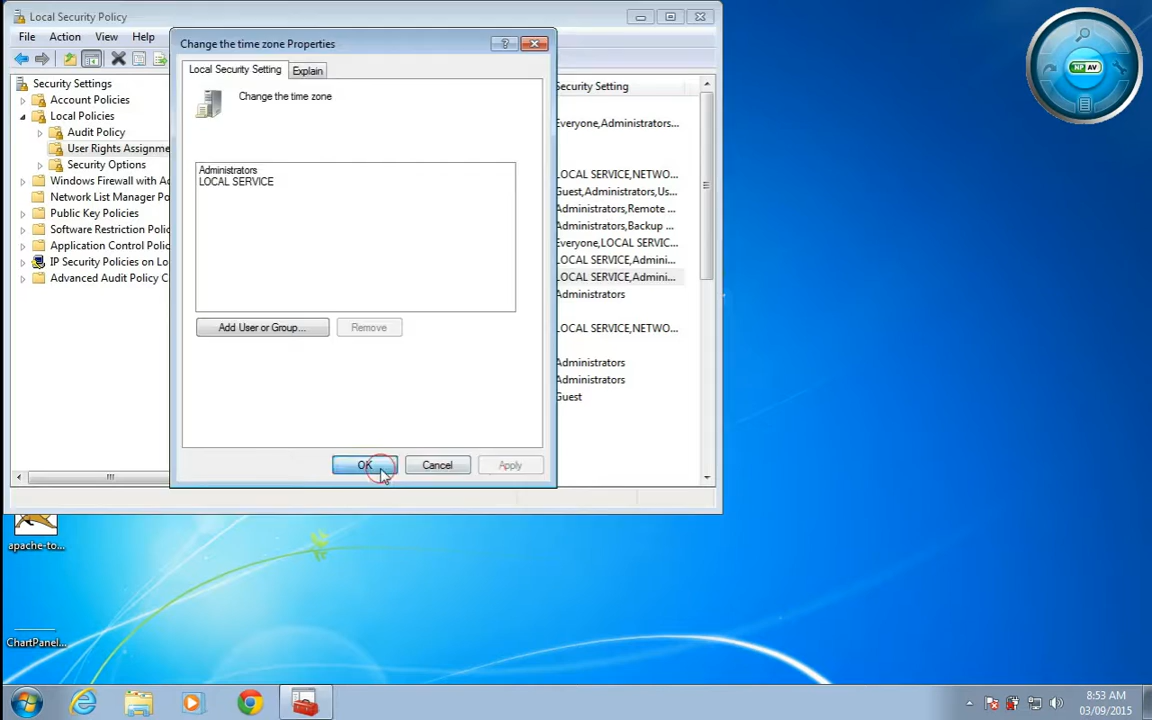 Local Security Policy
File Action View Help
Change the time zone Properties
Local Security Setting
Explain
Change the time zone
Administrators
LOCAL SERVICE
Add User or Group...
Remove
OK
Cancel
Apply
Security Settings
Account Policies
Local Policies
Audit Policy
User Rights Assignme
Security Options
Windows Firewall with Ad
Network List Manager Po
Public Key Policies
Software Restriction Polic
Application Control Polic
IP Security Policies on Lo
Advanced Audit Policy C
Security Setting
Everyone,Administrators...
LOCAL SERVICE,NETWO...
Guest,Administrators,Us...
Administrators,Remote ...
Administrators,Backup ...
Everyone,LOCAL SERVIC...
LOCAL SERVICE,Admini...
LOCAL SERVICE,Admini...
Administrators
LOCAL SERVICE,NETWO...
Administrators
Administrators
Guest
NP AV
apache-to...
ChartPanel...
8:53 AM
03/09/2015